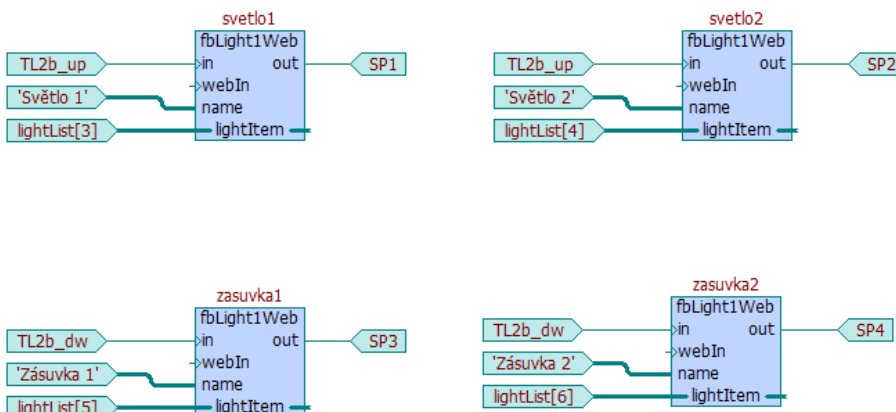 svetlo1
fbLight1Web
TL2b_up
in
out
SP1
webIn
'Světlo 1'
name
lightList[3]
lightItem
svetlo2
fbLight1Web
TL2b_up
in
out
SP2
webIn
'Světlo 2'
name
lightList[4]
lightItem
zasuvka1
fbLight1Web
TL2b_dw
in
out
SP3
webIn
'Zásuvka 1'
name
lightList[5]
lightItem
zasuvka2
fbLight1Web
TL2b_dw
in
out
SP4
webIn
'Zásuvka 2'
name
lightList[6]
lightItem